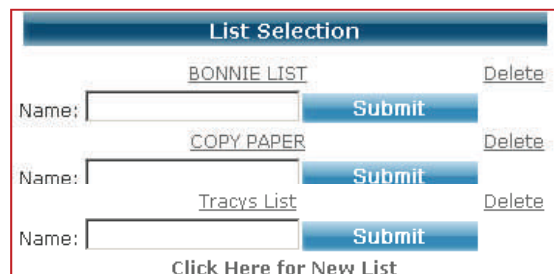 List Selection
BONNIE LIST Delete
Name: Submit
COPY PAPER Delete
Name: Submit
Tracys List Delete
Name: Submit
Click Here for New List